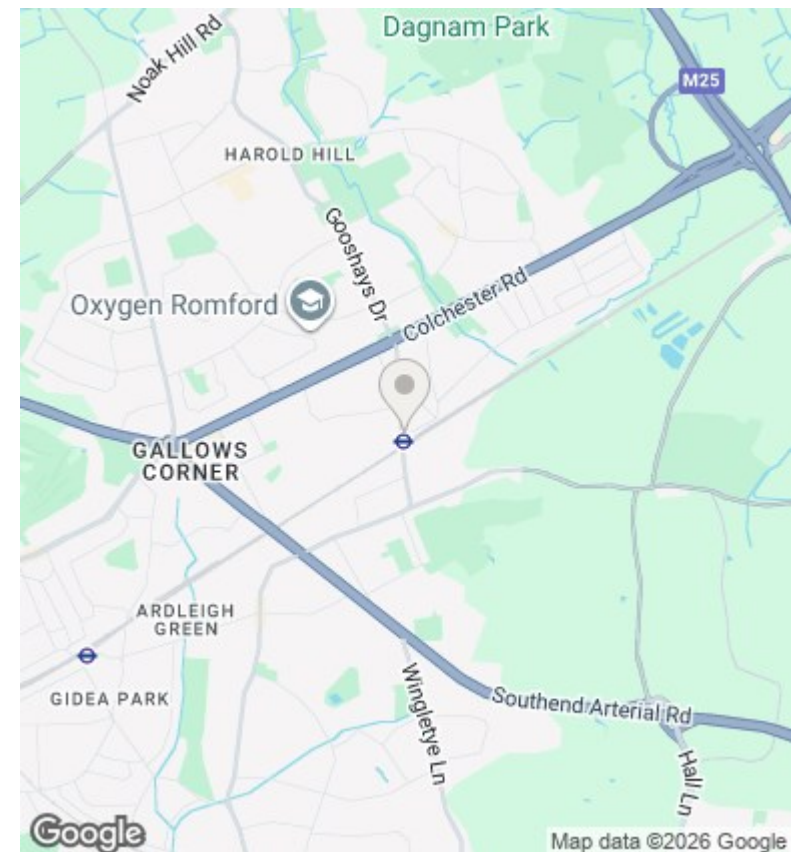 Dagnam Park
Noak Hill Rd
M25
HAROLD HILL
Gooshays Dr
Oxygen Romford
Colchester Rd
GALLOWS
CORNER
ARDLEIGH
GREEN
GIDEA PARK
Wingletye Ln
Southend Arterial Rd
Hall Ln
Google
Map data ©2026 Google